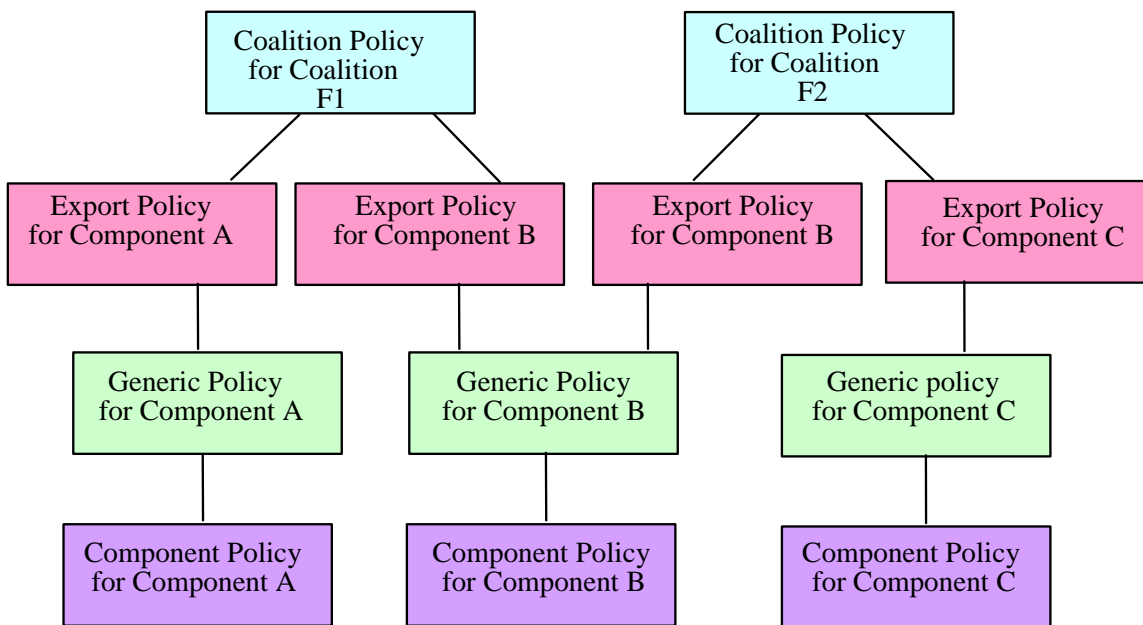 Coalition Policy
for Coalition
F1
Coalition Policy
for Coalition
F2
Export Policy
for Component A
Export Policy
for Component B
Export Policy
for Component B
Export Policy
for Component C
Generic Policy
for Component A
Generic Policy
for Component B
Generic policy
for Component C
Component Policy
for Component A
Component Policy
for Component B
Component Policy
for Component C